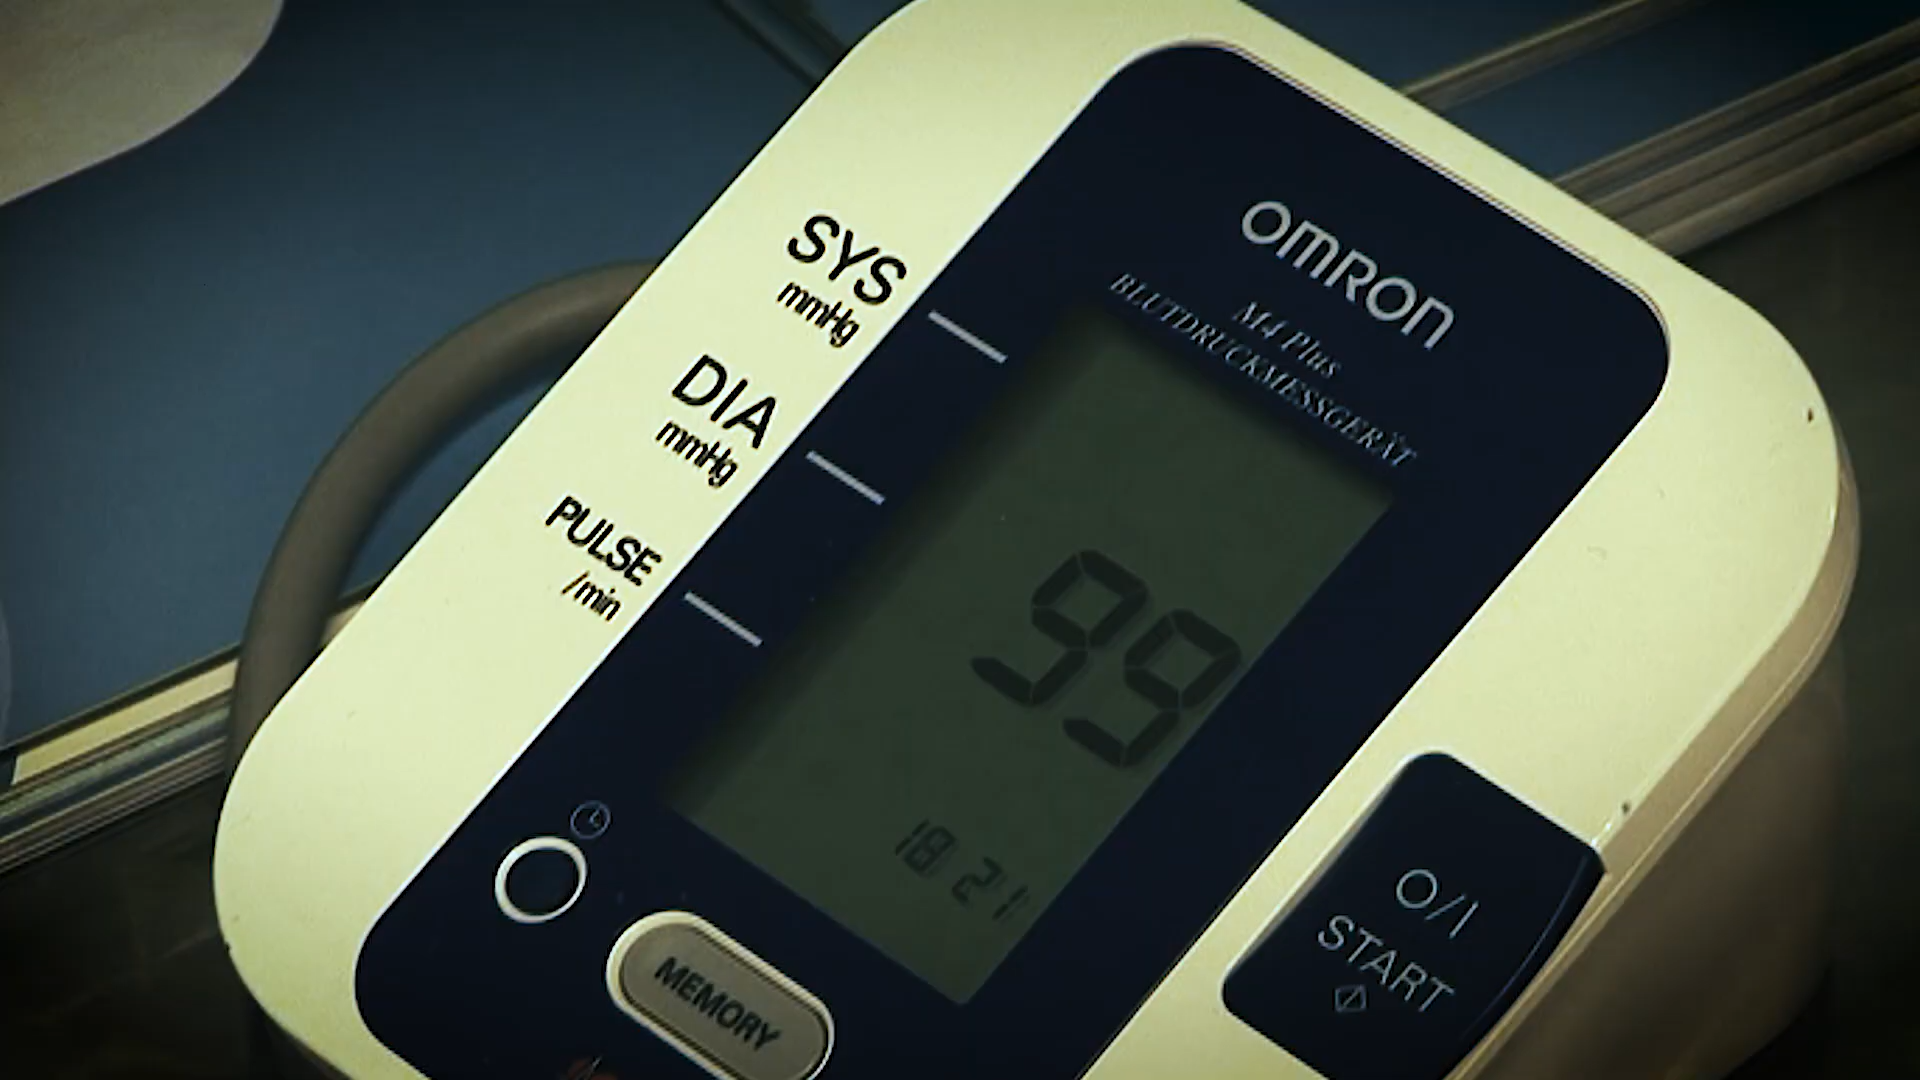 OMRON
M4 Plus
BLUTDRUCKMESSGERÄT
SYS
mmHg
DIA
mmHg
PULSE
/min
99
18 21
MEMORY
O/I
START